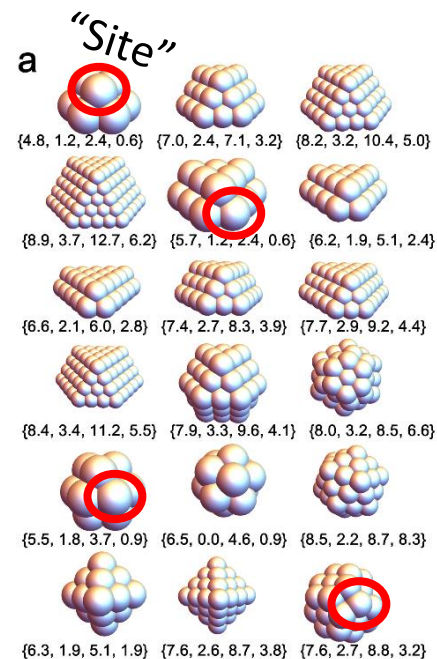 "Site"
a
{4.8, 1.2, 2.4, 0.6} {7.0, 2.4, 7.1, 3.2} {8.2, 3.2, 10.4, 5.0}
{8.9, 3.7, 12.7, 6.2} {5.7, 1.2, 2.4, 0.6} {6.2, 1.9, 5.1, 2.4}
{6.6, 2.1, 6.0, 2.8} {7.4, 2.7, 8.3, 3.9} {7.7, 2.9, 9.2, 4.4}
{8.4, 3.4, 11.2, 5.5} {7.9, 3.3, 9.6, 4.1} {8.0, 3.2, 8.5, 6.6}
{5.5, 1.8, 3.7, 0.9} {6.5, 0.0, 4.6, 0.9} {8.5, 2.2, 8.7, 8.3}
{6.3, 1.9, 5.1, 1.9} {7.6, 2.6, 8.7, 3.8} {7.6, 2.7, 8.8, 3.2}